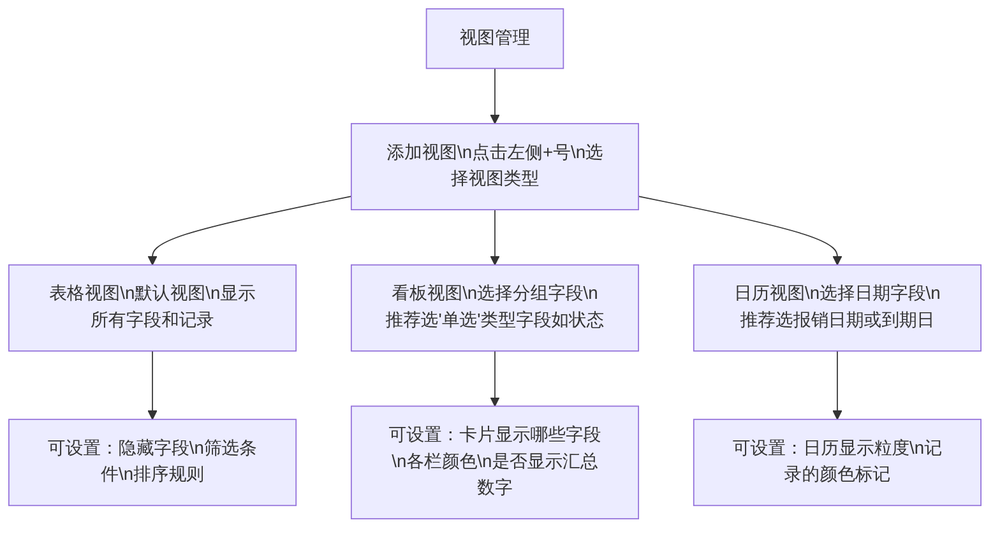 视图管理
添加视图\n点击左侧+号\n选
择视图类型
表格视图\n默认视图\n显示
所有字段和记录
看板视图\n选择分组字段\n
推荐选'单选'类型字段如状态
日历视图\n选择日期字段\n
推荐选报销日期或到期日
可设置：隐藏字段\n筛选条
件\n排序规则
可设置：卡片显示哪些字段
\n各栏颜色\n是否显示汇总
数字
可设置：日历显示粒度\n记
录的颜色标记